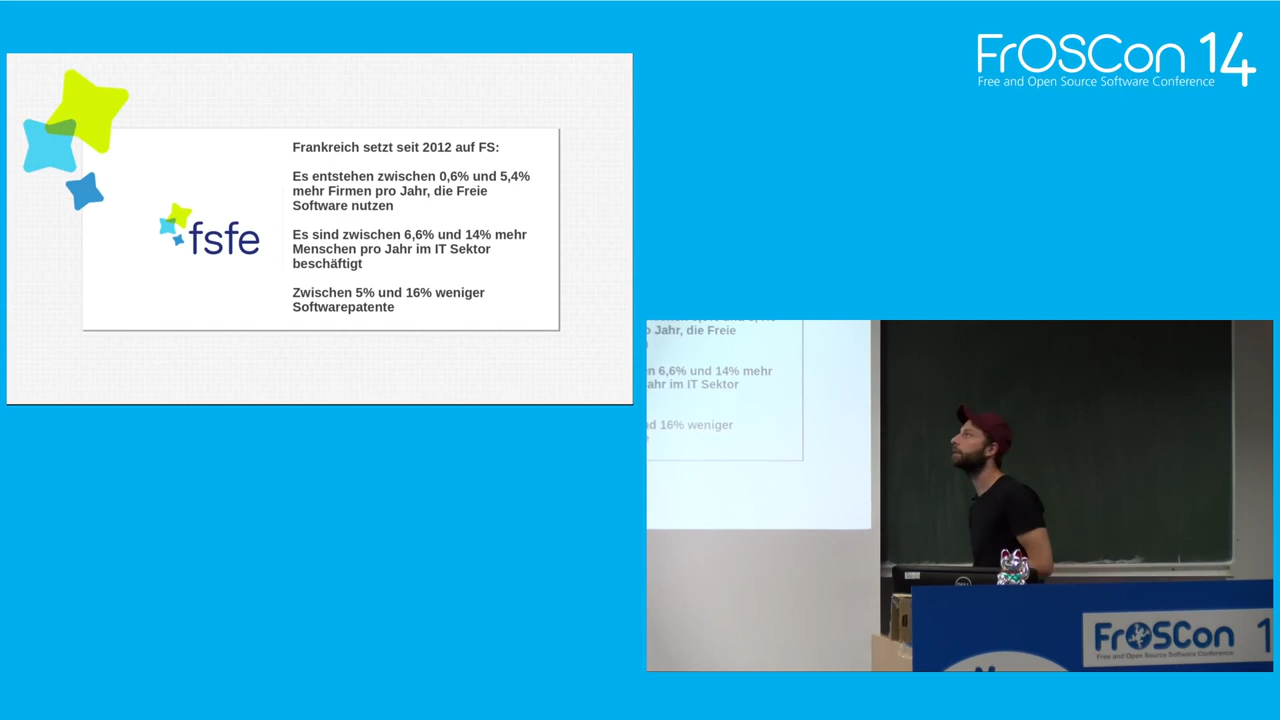 FrOSCon 14
Free and Open Source Software Conference
Frankreich setzt seit 2012 auf FS:
Es entstehen zwischen 0,6% und 5,4%
mehr Firmen pro Jahr, die Freie
Software nutzen
Es sind zwischen 6,6% und 14% mehr
Menschen pro Jahr im IT Sektor
beschäftigt
Zwischen 5% und 16% weniger
Softwarepatente
fsfe
o Jahr, die Freie
n 6,6% und 14% mehr
ahr im IT Sektor
nd 16% weniger
DELL
FrOSCon 1
Free and Open Source Software Conference